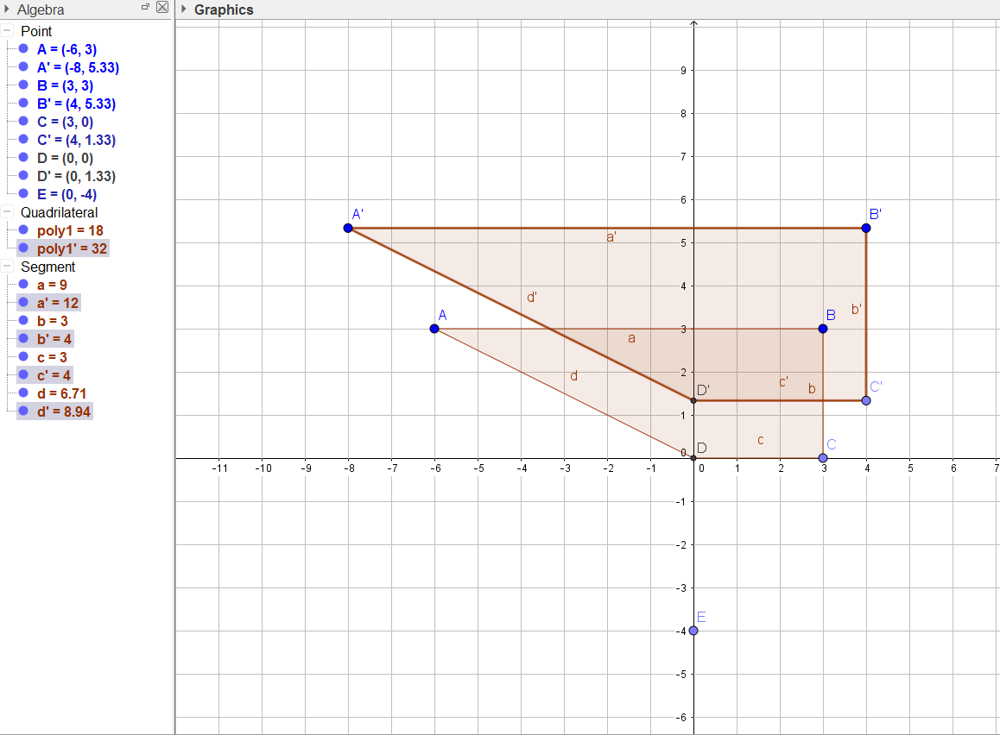 Algebra
Graphics
Point
A = (-6, 3)
A' = (-8, 5.33)
B = (3, 3)
B' = (4, 5.33)
C = (3, 0)
C' = (4, 1.33)
D = (0, 0)
D' = (0, 1.33)
E = (0, -4)
Quadrilateral
poly1 = 18
poly1' = 32
Segment
a = 9
a' = 12
b = 3
b' = 4
c = 3
c' = 4
d = 6.71
d' = 8.94
9
8
7
6
A' B'
a'
5
4
d' b'
A B
3
a
2
d c' b
D' C'
1
c
D C
0
-11 -10 -9 -8 -7 -6 -5 -4 -3 -2 -1 0 1 2 3 4 5 6 7
-1
-2
-3
E
-4
-5
-6